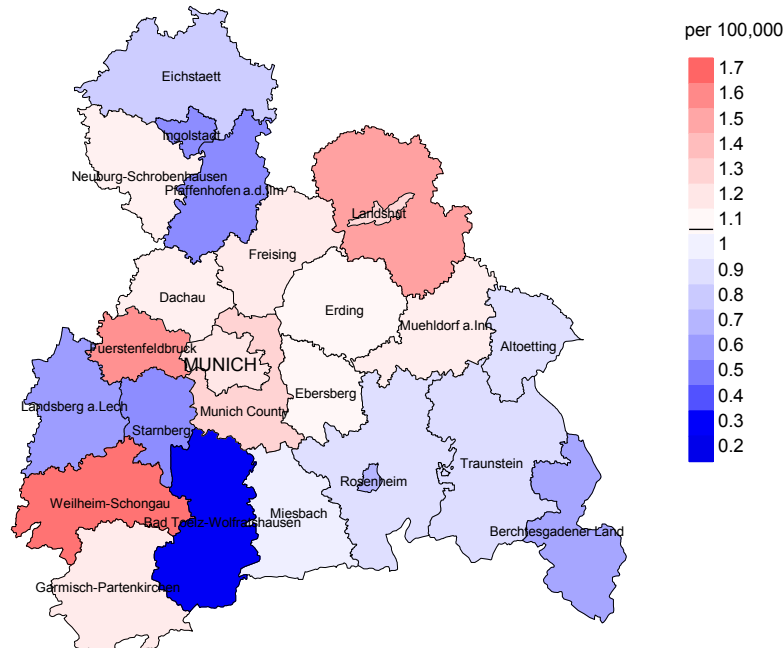 per 100,000
1.7
1.6
1.5
1.4
1.3
1.2
1.1
1
0.9
0.8
0.7
0.6
0.5
0.4
0.3
0.2
Eichstaett
Ingolstadt
Neuburg-Schrobenhausen
Pfaffenhofen a.d. Ilm
Landshut
Freising
Dachau
Erding
Muehldorf a.Inn
Altoetting
Fuerstenfeldbruck
MUNICH
Ebersberg
Landsberg a.Lech
Munich County
Starnberg
Traunstein
Rosenheim
Weilheim-Schongau
Miesbach
Bad Toelz-Wolfratshausen
Berchtesgadener Land
Garmisch-Partenkirchen